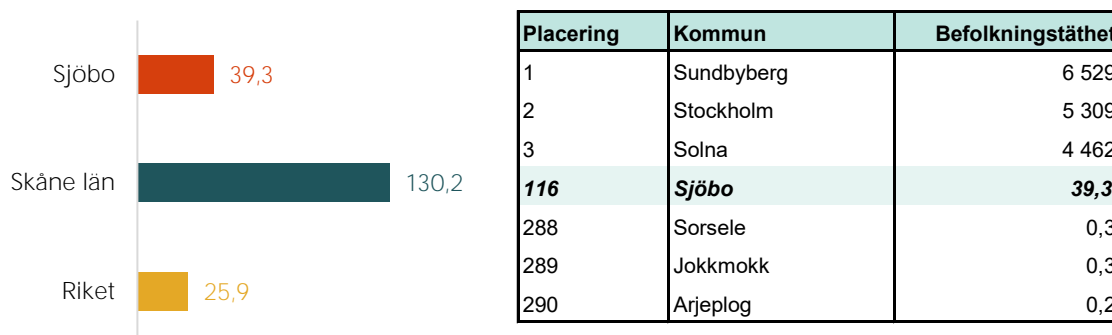 Sjöbo 39,3
Skåne län 130,2
Riket 25,9
Placering Kommun Befolkningstäthet
1 Sundbyberg 6 529
2 Stockholm 5 309
3 Solna 4 462
116 Sjöbo 39,3
288 Sorsele 0,3
289 Jokkmokk 0,3
290 Arjeplog 0,2